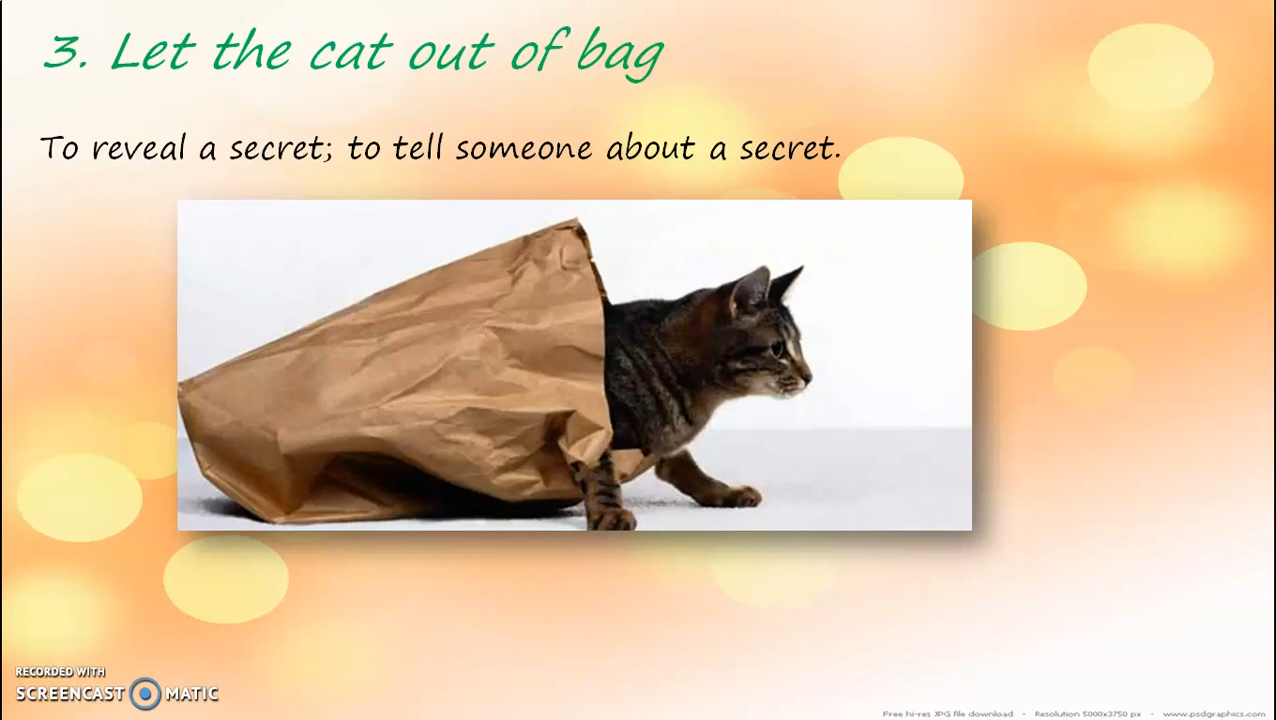 3. Let the cat out of bag
To reveal a secret; to tell someone about a secret.
RECORDED WITH
SCREENCAST MATIC
Free hi-res JPG file download - Resolution 5000x3750 px - www.psdgraphics.com